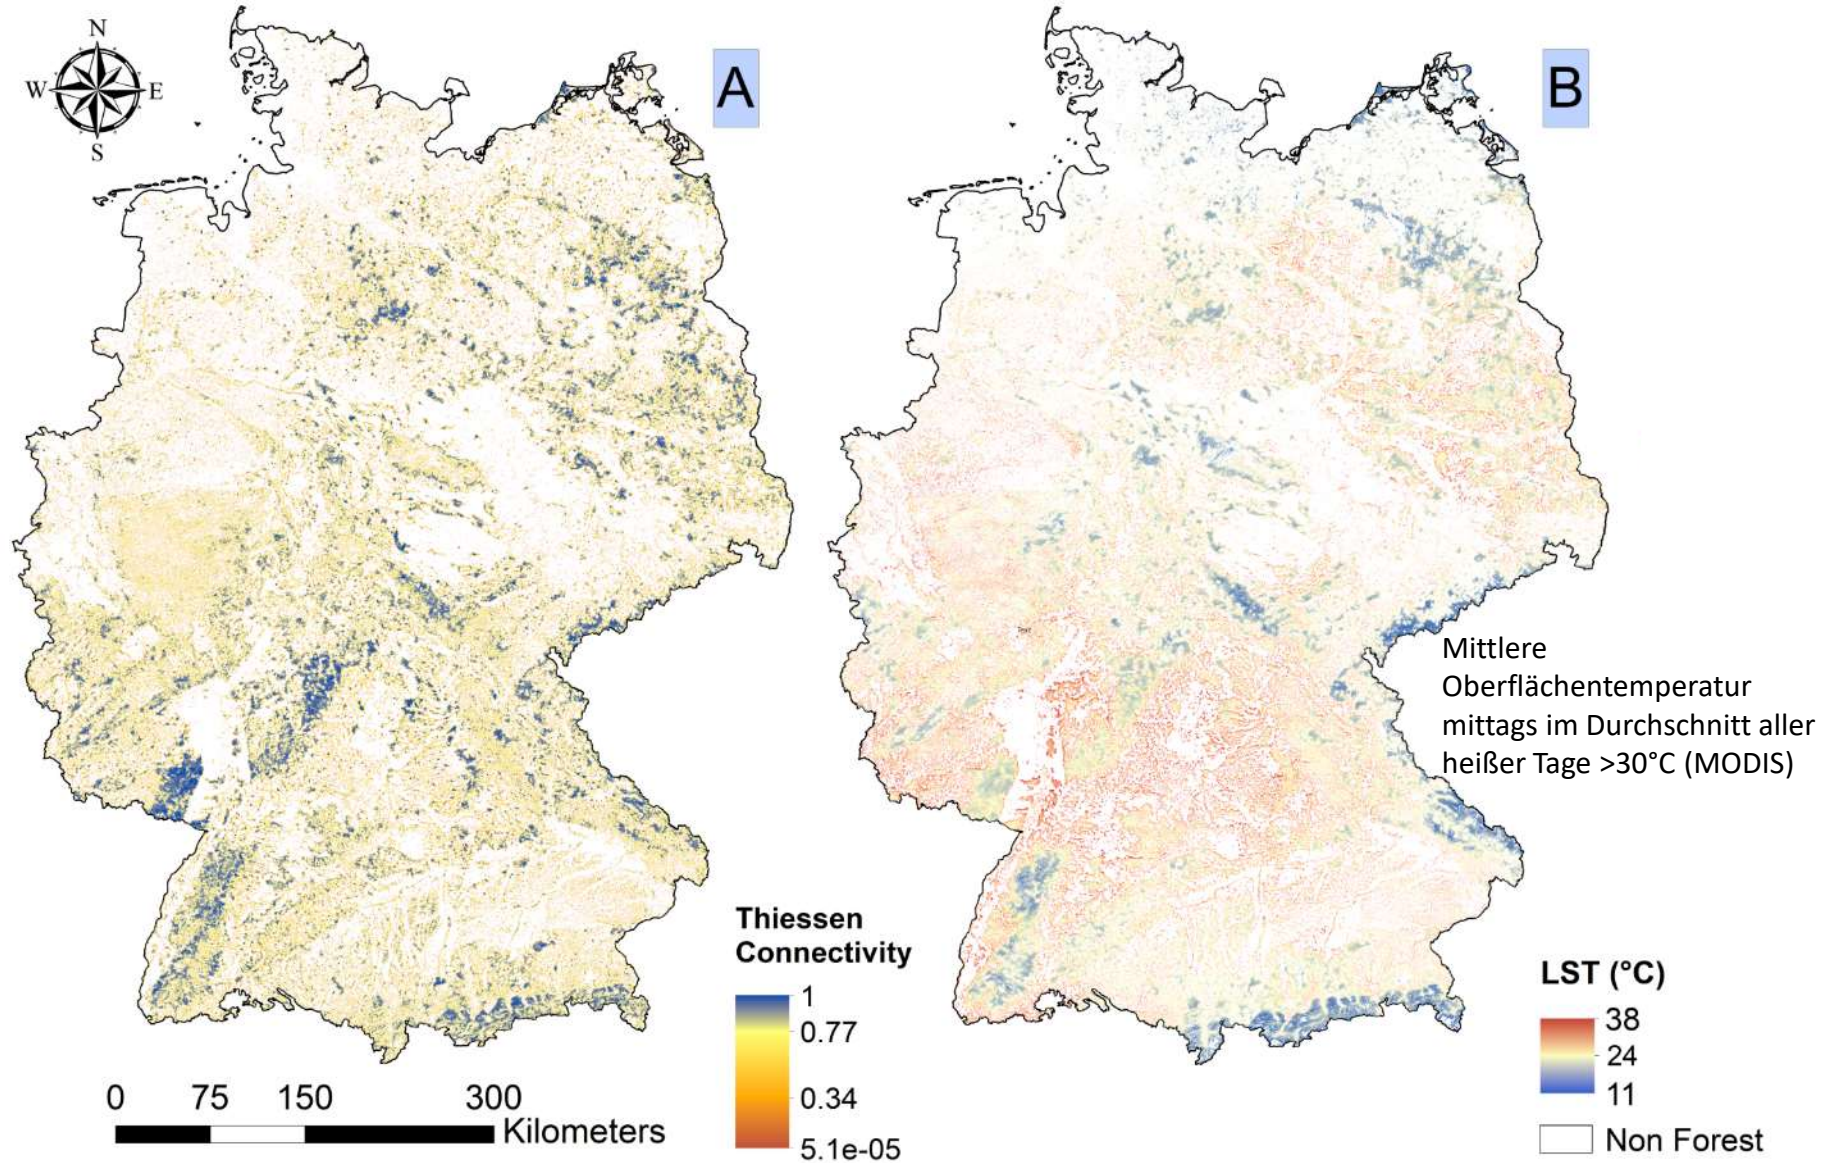 N
W
E
S
A
B
Mittlere
Oberflächentemperatur
mittags im Durchschnitt aller
heißer Tage >30°C (MODIS)
Thiessen
Connectivity
1
0.77
0.34
5.1e-05
LST (°C)
38
24
11
Non Forest
0 75 150 300
Kilometers